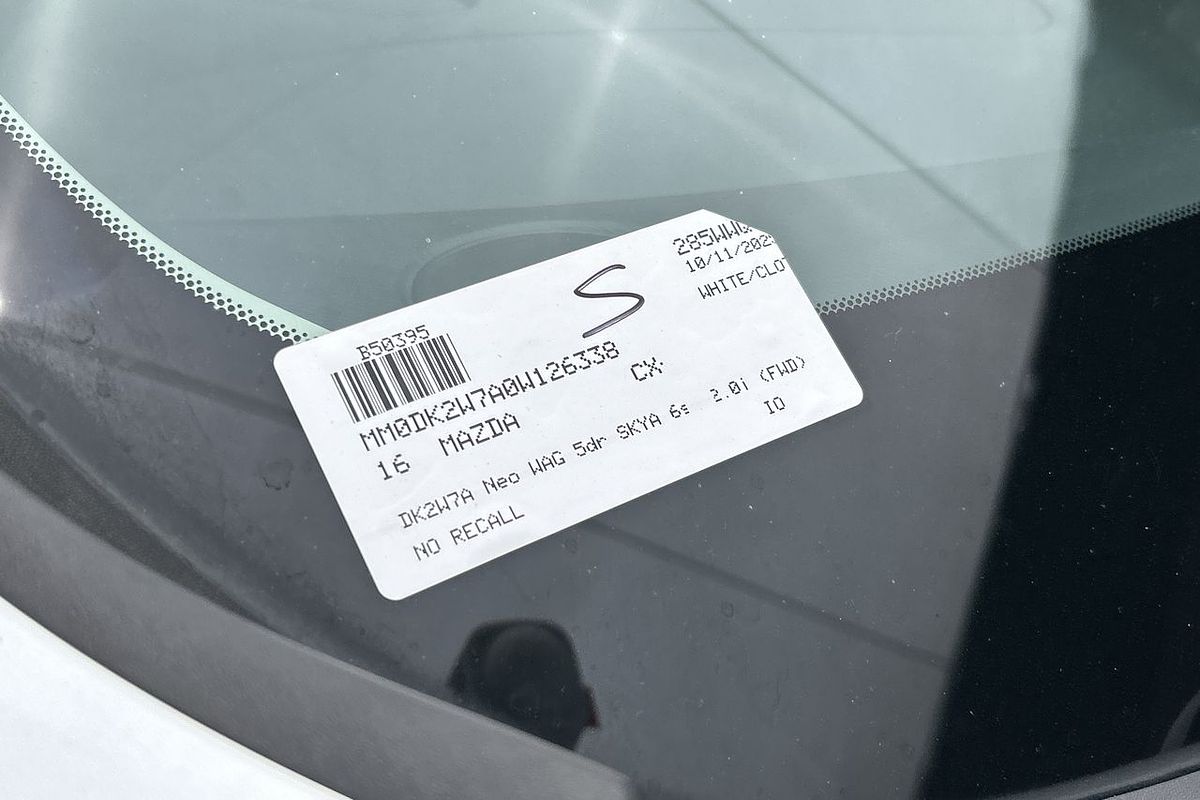 285WW
10/11/202
WHITE/CLO
S
B50395
MM0DK2W7A0W126338
16 MAZDA CX-
DK2W7A Neo WAG 5dr SKYA 6s 2.0i (FWD)
NO RECALL IO